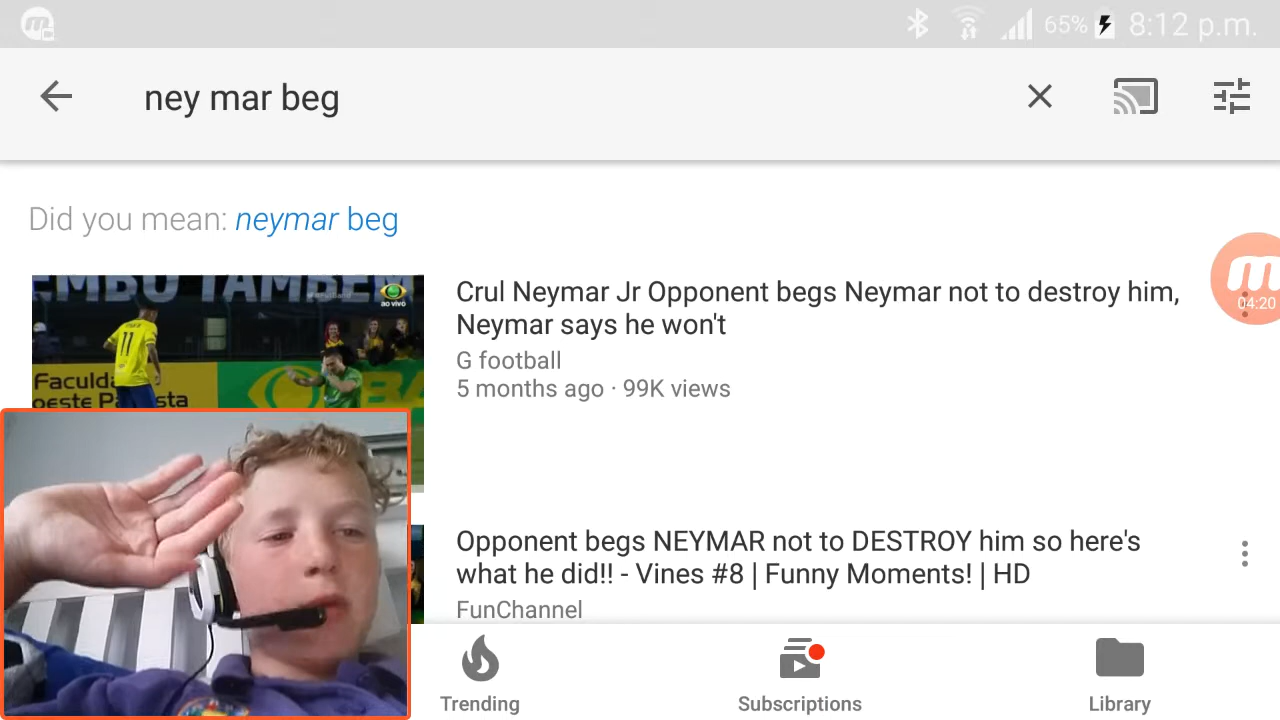 65% 8:12 p.m.
ney mar beg
Did you mean: neymar beg
EMBO TAMBÉM
ao vivo
11
Crul Neymar Jr Opponent begs Neymar not to destroy him,
Neymar says he won't
04:20
G football
5 months ago · 99K views
Faculda
oeste Pa sta
Opponent begs NEYMAR not to DESTROY him so here's
what he did!! - Vines #8 | Funny Moments! | HD
FunChannel
Trending
Subscriptions
Library